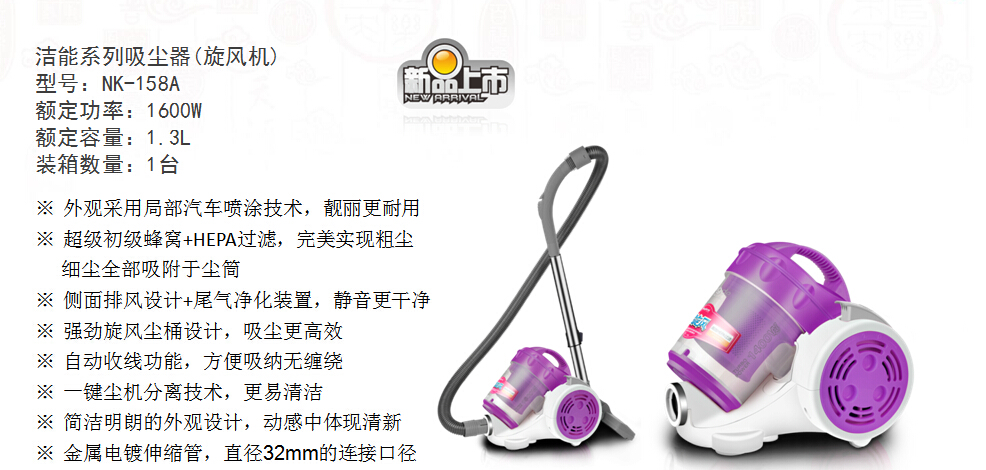 洁能系列吸尘器(旋风机)
型号：NK-158A
额定功率：1600W
额定容量：1.3L
装箱数量：1台
新品上市
NEW ARRIVAL
※ 外观采用局部汽车喷涂技术，靓丽更耐用
※ 超级初级蜂窝+HEPA过滤，完美实现粗尘
细尘全部吸附于尘筒
※ 侧面排风设计+尾气净化装置，静音更干净
※ 强劲旋风尘桶设计，吸尘更高效
※ 自动收线功能，方便吸纳无缠绕
※ 一键尘机分离技术，更易清洁
※ 简洁明朗的外观设计，动感中体现清新
※ 金属电镀伸缩管，直径32mm的连接口径